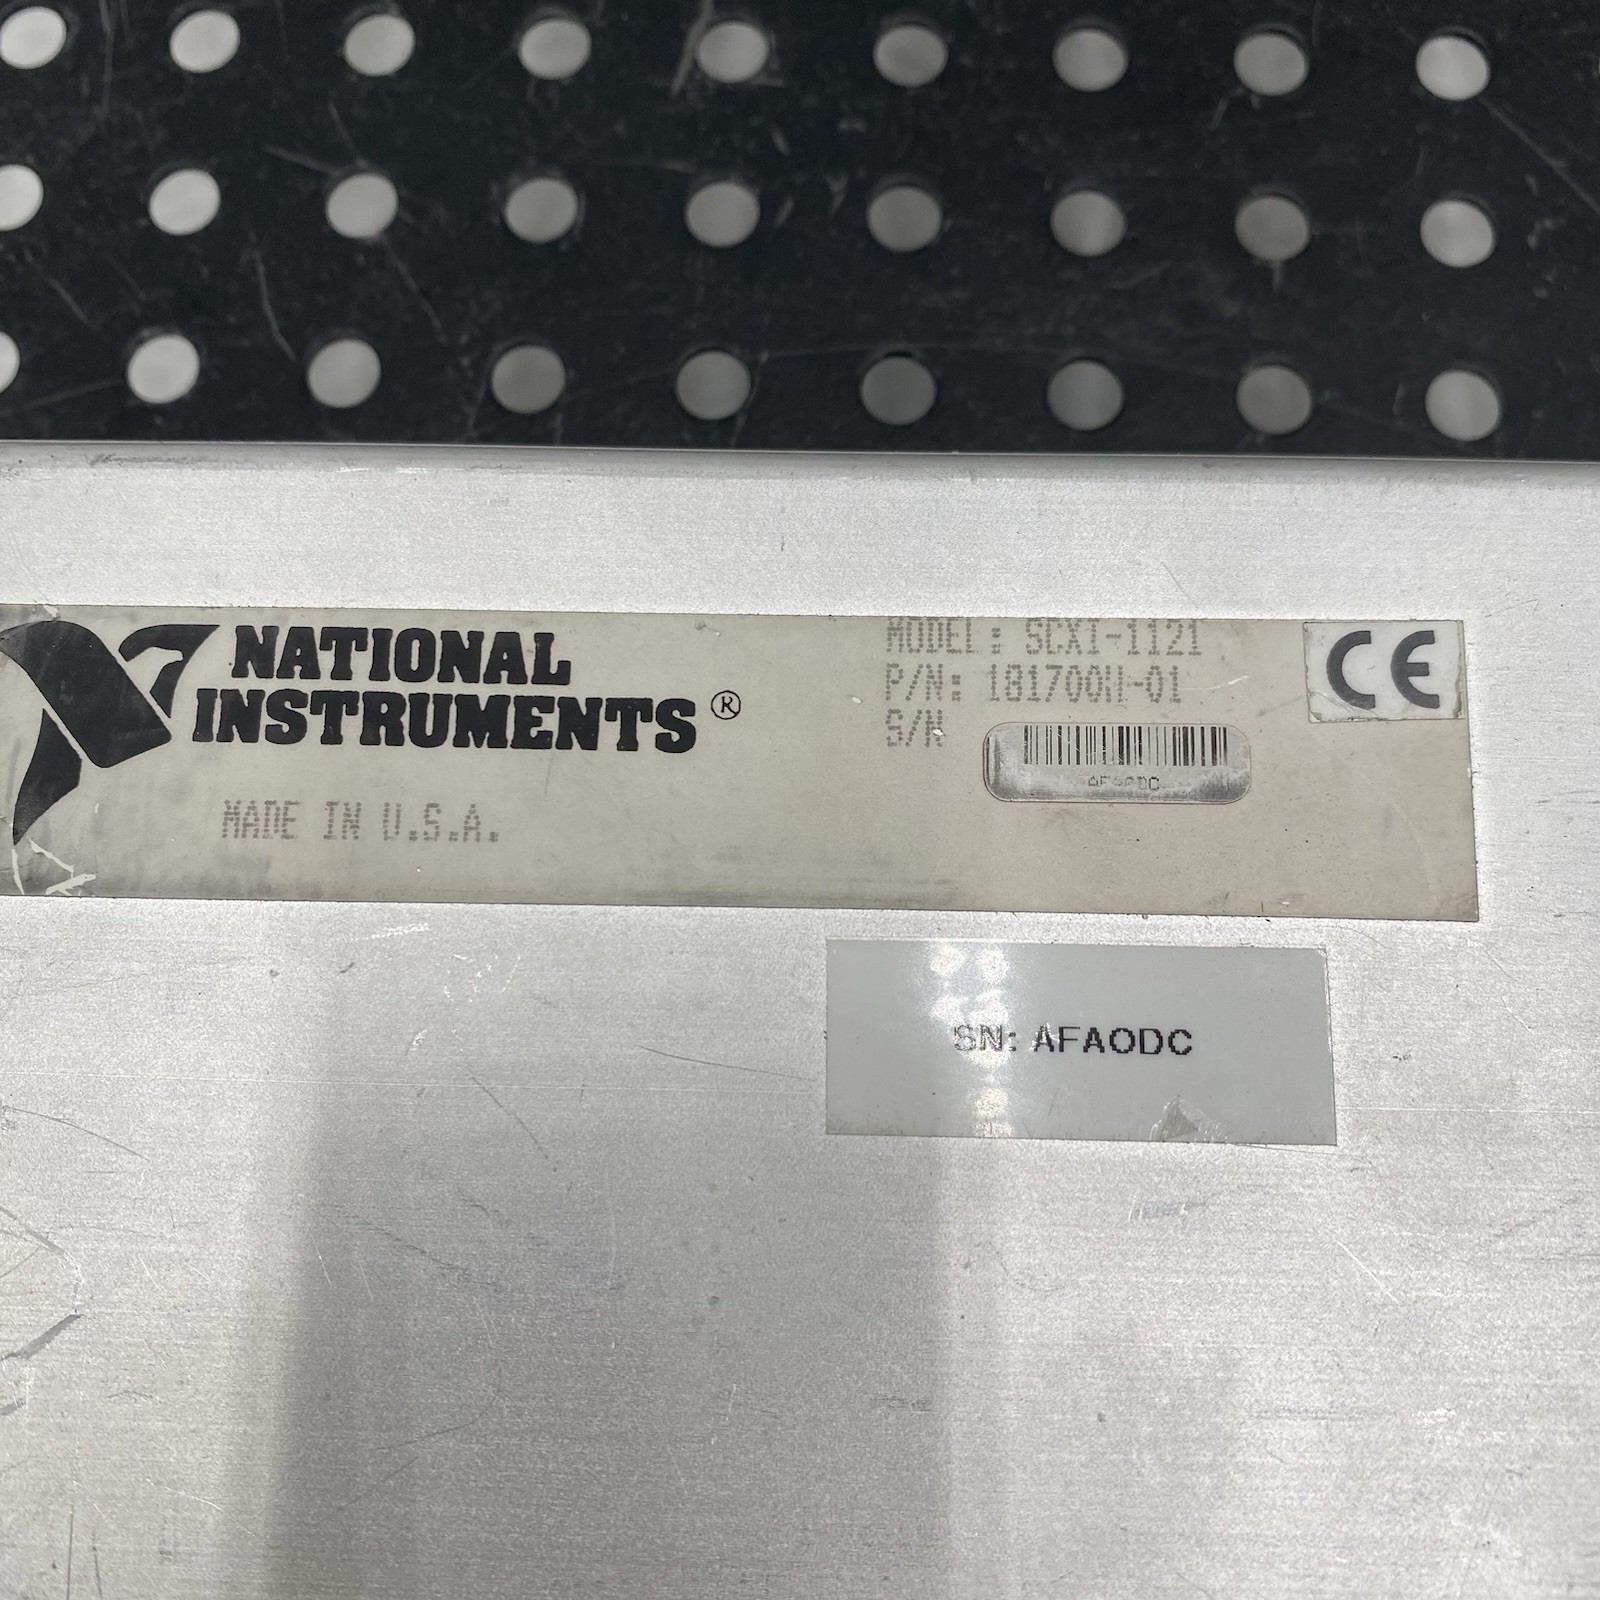 NATIONAL
INSTRUMENTS®
MADE IN U.S.A.
MODEL: SCXI-1121
P/N: 181700H-01
S/N
CE
SN: AFAODC